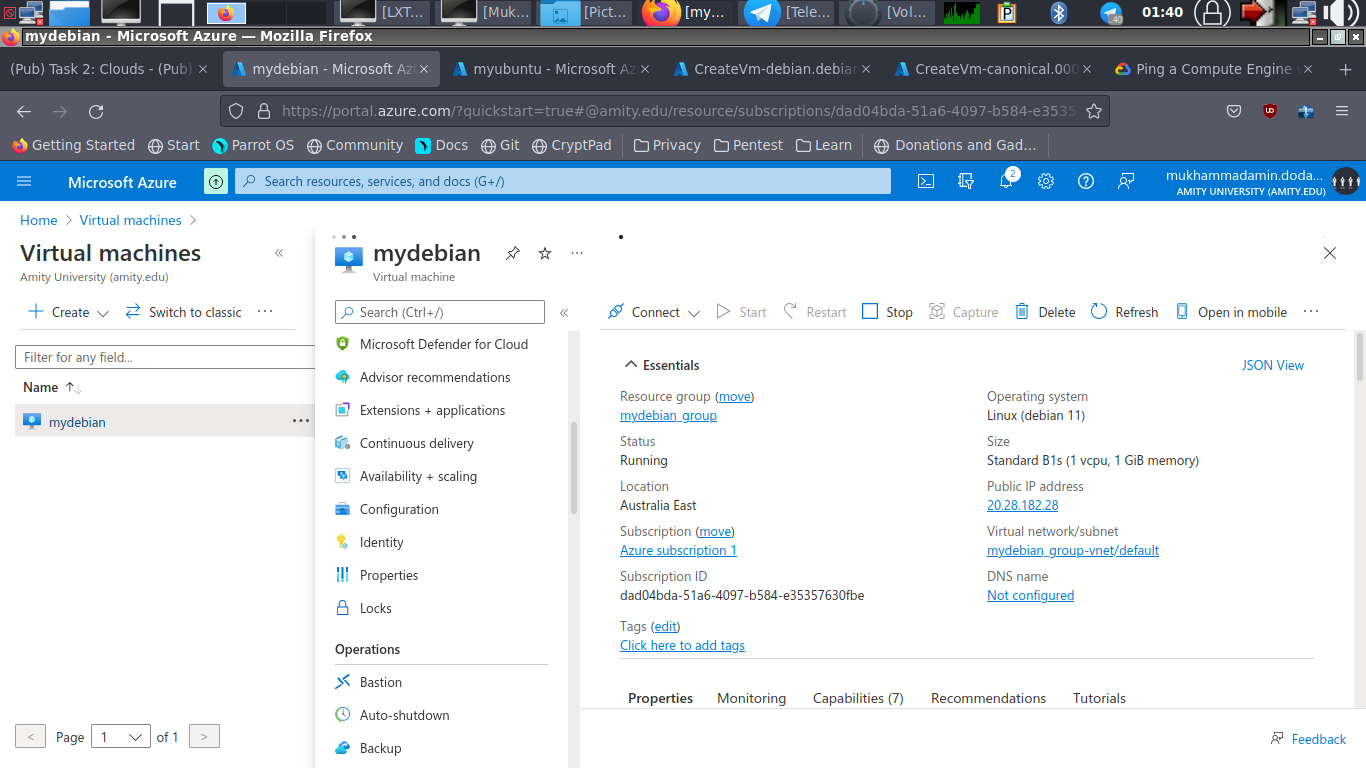 [LXT...
[Muk...
[Pict...
[my...
[Tele...
[Vol...
40
01:40
mydebian - Microsoft Azure — Mozilla Firefox
(Pub) Task 2: Clouds - (Pub)
mydebian - Microsoft Az
myubuntu - Microsoft Az
CreateVm-debian.debian
CreateVm-canonical.000
Ping a Compute Engine v
https://portal.azure.com/?quickstart=true#@amity.edu/resource/subscriptions/dad04bda-51a6-4097-b584-e3535
Getting Started
Start
Parrot OS
Community
Docs
Git
CryptPad
Privacy
Pentest
Learn
Donations and Gad...
Microsoft Azure
Search resources, services, and docs (G+/)
2
mukhammadamin.doda...
AMITY UNIVERSITY (AMITY.EDU)
Home > Virtual machines >
Virtual machines
Amity University (amity.edu)
Create
Switch to classic
Filter for any field...
Name
mydebian
< Page 1 of 1 >
mydebian
Virtual machine
Search (Ctrl+/)
Microsoft Defender for Cloud
Advisor recommendations
Extensions + applications
Continuous delivery
Availability + scaling
Configuration
Identity
Properties
Locks
Operations
Bastion
Auto-shutdown
Backup
Connect
Start
Restart
Stop
Capture
Delete
Refresh
Open in mobile
Essentials
JSON View
Resource group (move)
mydebian_group
Status
Running
Location
Australia East
Subscription (move)
Azure subscription 1
Subscription ID
dad04bda-51a6-4097-b584-e35357630fbe
Tags (edit)
Click here to add tags
Operating system
Linux (debian 11)
Size
Standard B1s (1 vcpu, 1 GiB memory)
Public IP address
20.28.182.28
Virtual network/subnet
mydebian_group-vnet/default
DNS name
Not configured
Properties
Monitoring
Capabilities (7)
Recommendations
Tutorials
Feedback